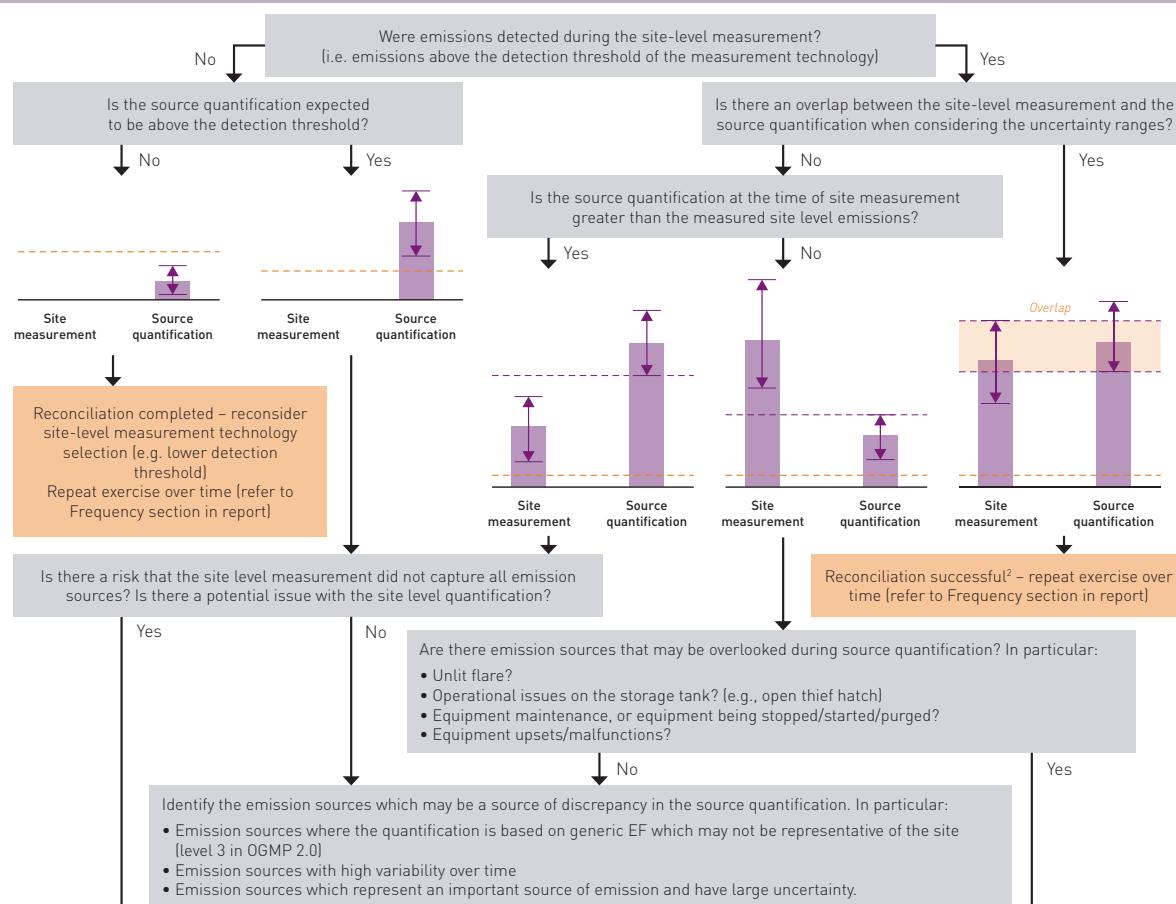 Were emissions detected during the site-level measurement?
(i.e. emissions above the detection threshold of the measurement technology)
No
Yes
Is the source quantification expected
to be above the detection threshold?
Is there an overlap between the site-level measurement and the
source quantification when considering the uncertainty ranges?
No
Yes
No
Yes
Is the source quantification at the time of site measurement
greater than the measured site level emissions?
Yes
No
Overlap
Site
measurement
Source
quantification
Site
measurement
Source
quantification
Site
measurement
Source
quantification
Site
measurement
Source
quantification
Site
measurement
Source
quantification
Reconciliation completed – reconsider
site-level measurement technology
selection (e.g. lower detection
threshold)
Repeat exercise over time (refer to
Frequency section in report)
Is there a risk that the site level measurement did not capture all emission
sources? Is there a potential issue with the site level quantification?
Reconciliation successful² – repeat exercise over
time (refer to Frequency section in report)
Yes
No
Are there emission sources that may be overlooked during source quantification? In particular:
• Unlit flare?
• Operational issues on the storage tank? (e.g., open thief hatch)
• Equipment maintenance, or equipment being stopped/started/purged?
• Equipment upsets/malfunctions?
No
Yes
Identify the emission sources which may be a source of discrepancy in the source quantification. In particular:
• Emission sources where the quantification is based on generic EF which may not be representative of the site
(level 3 in OGMP 2.0)
• Emission sources with high variability over time
• Emission sources which represent an important source of emission and have large uncertainty.